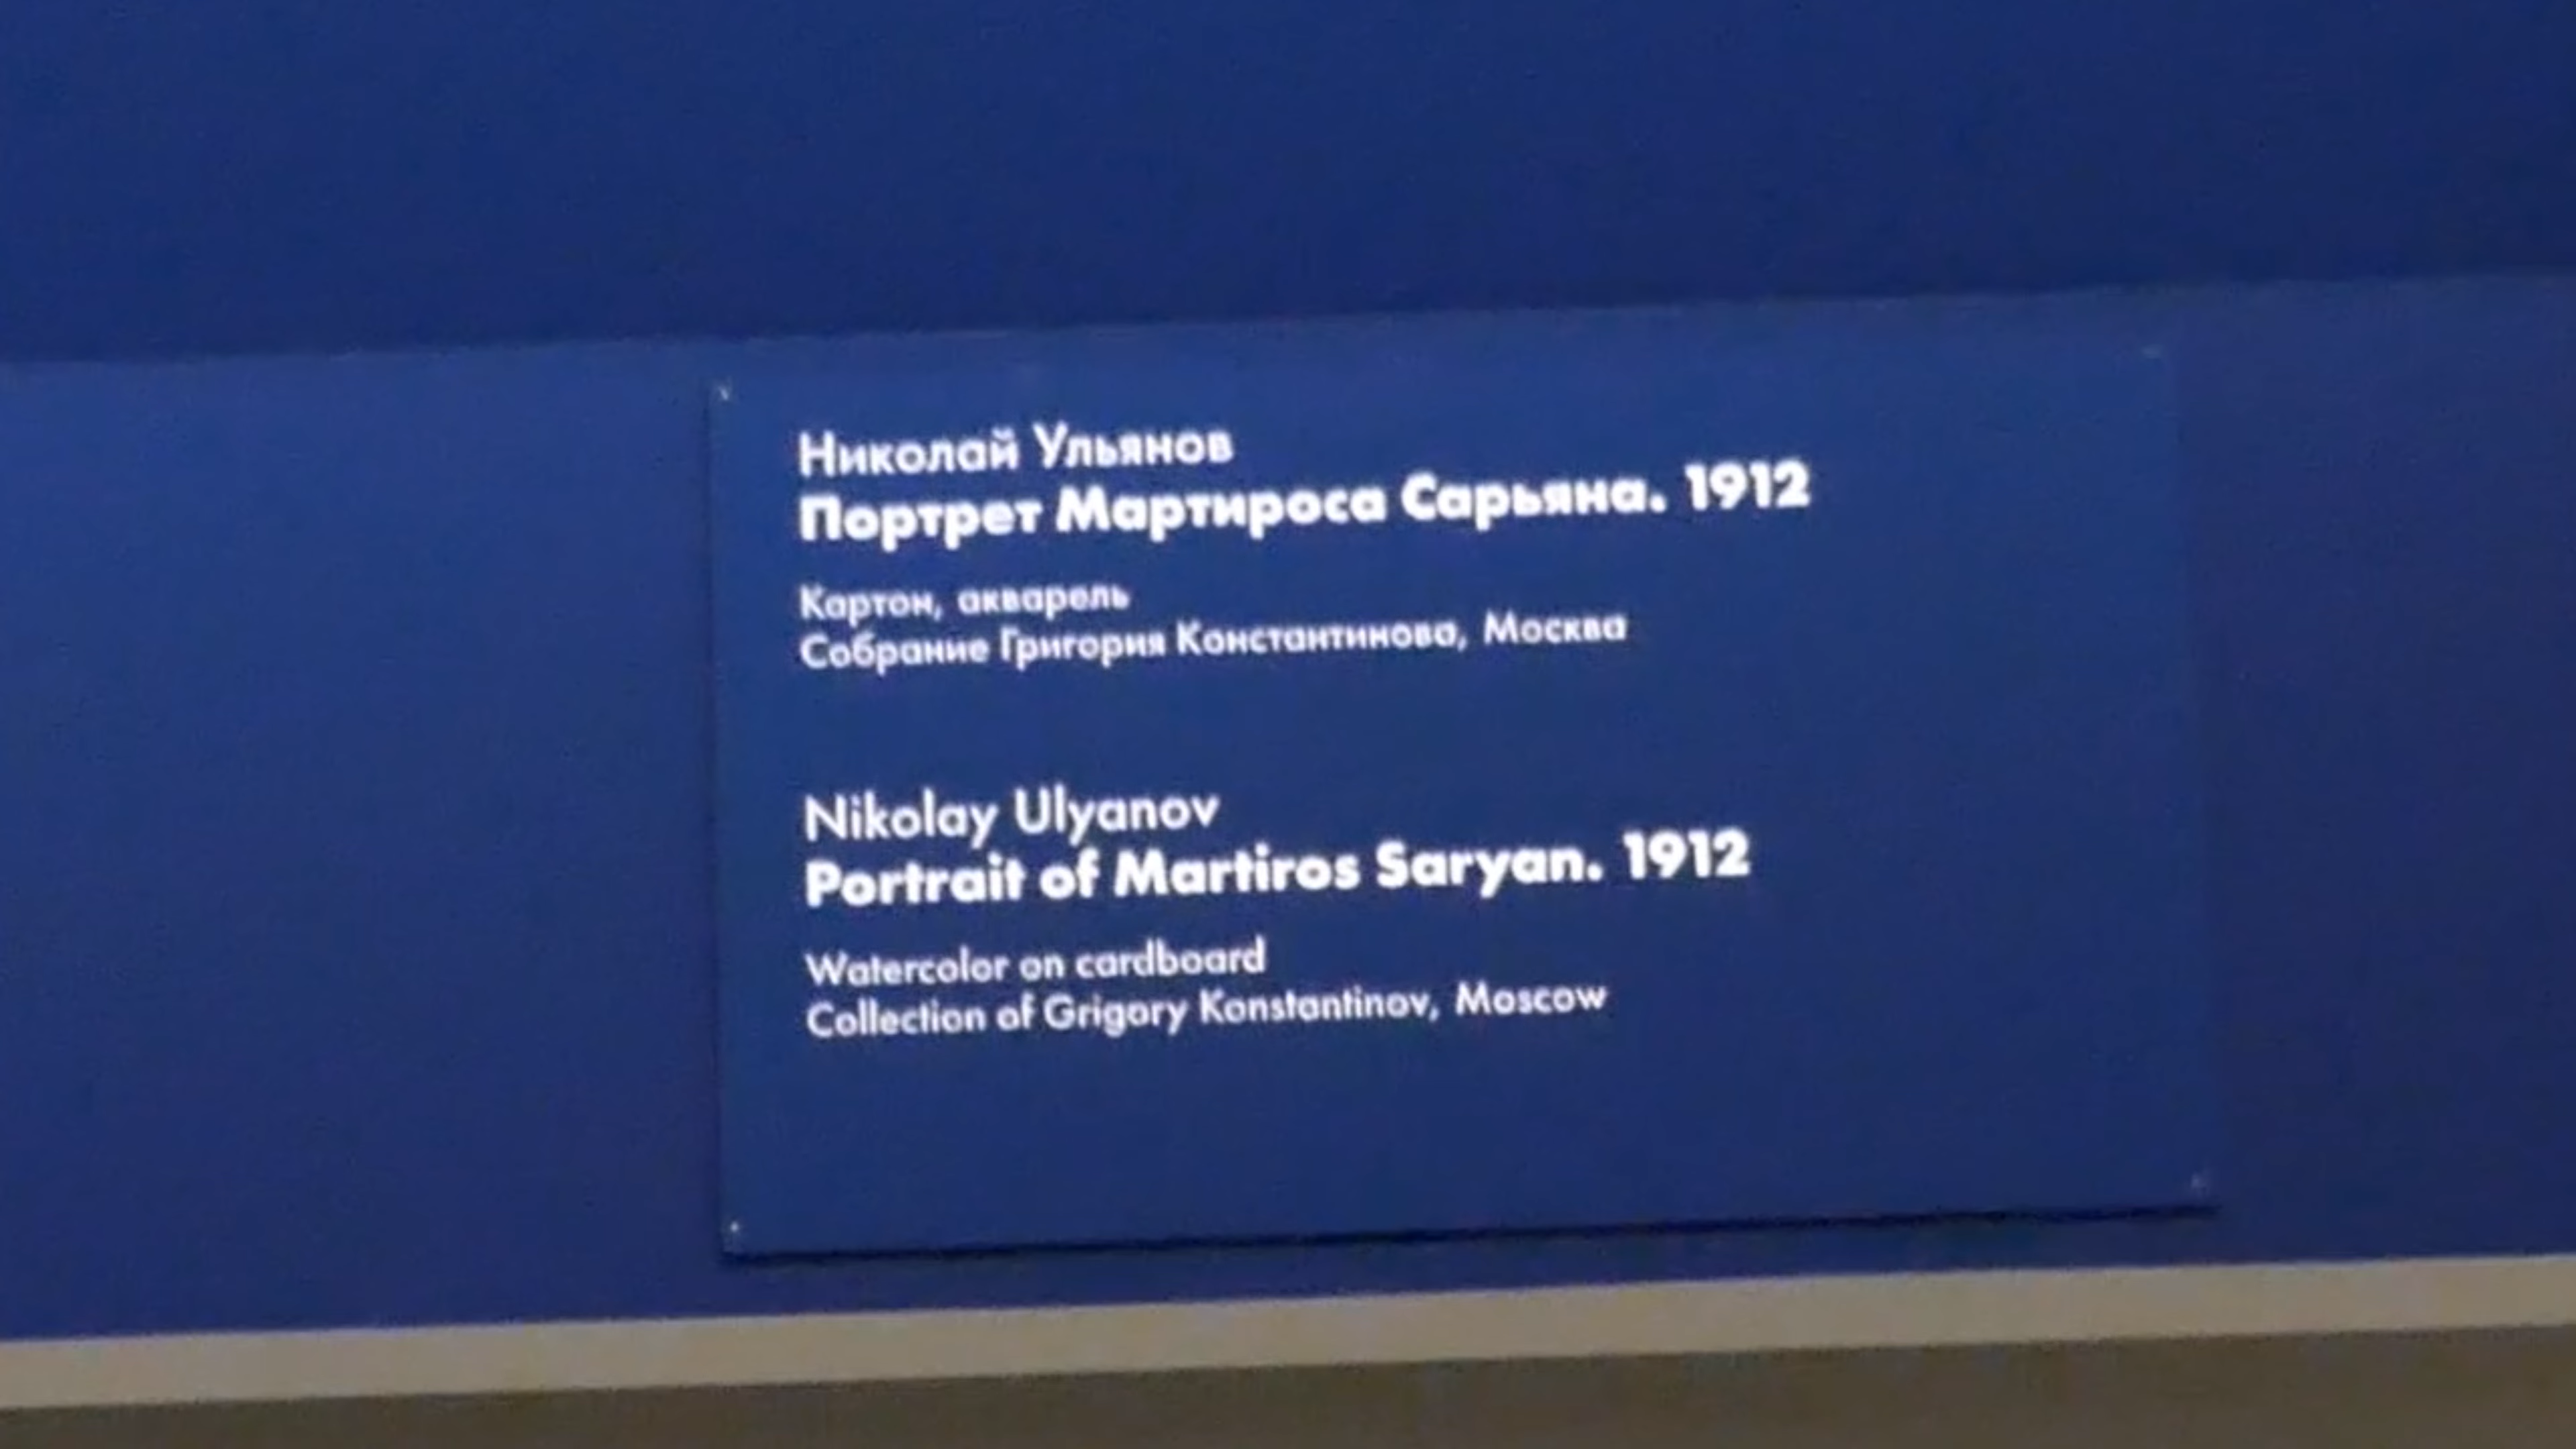 Николай Ульянов
Портрет Мартироса Сарьяна. 1912
Картон, акварель
Собрание Григория Константинова, Москва
Nikolay Ulyanov
Portrait of Martiros Saryan. 1912
Watercolor on cardboard
Collection of Grigory Konstantinov, Moscow